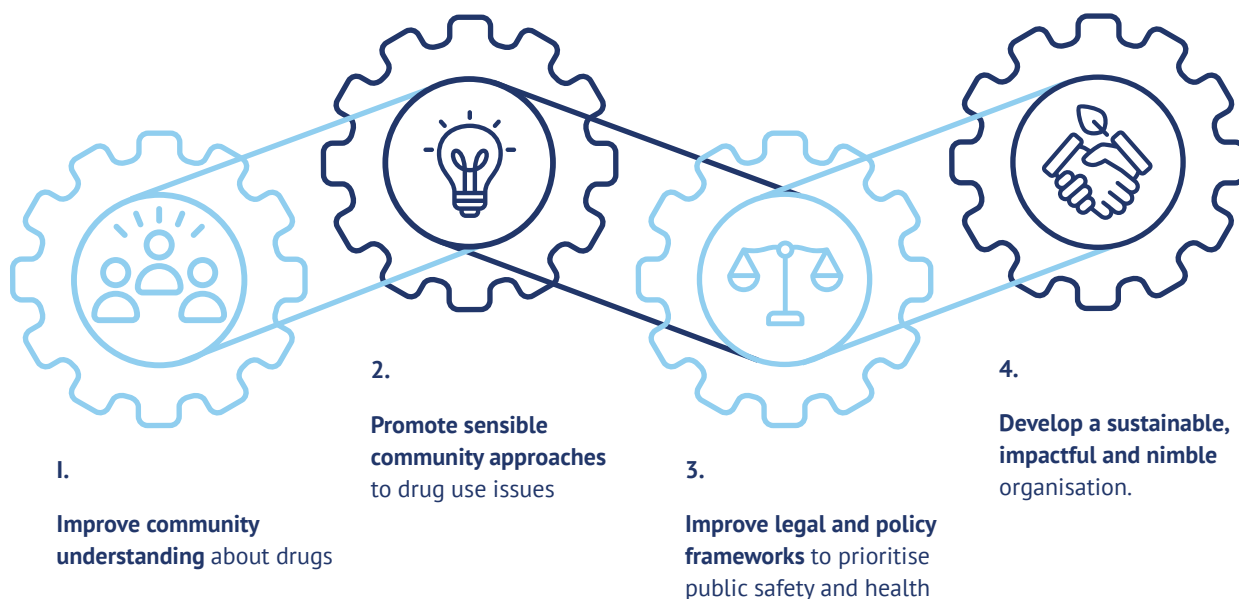 1.
Improve community
understanding about drugs
2.
Promote sensible
community approaches
to drug use issues
3.
Improve legal and policy
frameworks to prioritise
public safety and health
4.
Develop a sustainable,
impactful and nimble
organisation.